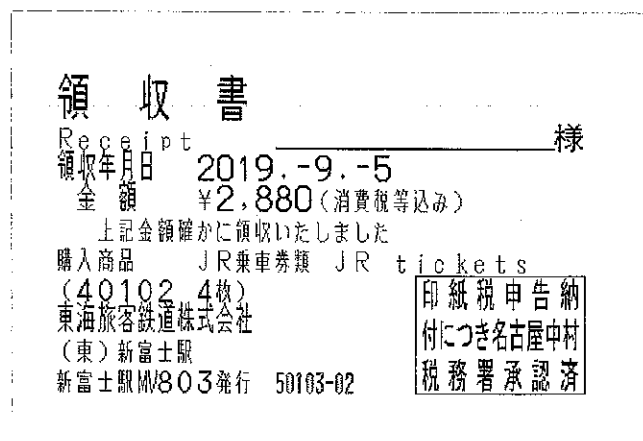 領収書
Receipt 様
領収年月日 2019.-9.-5
金額 ¥2,880(消費税等込み)
上記金額確かに領収いたしました
購入商品 JR乗車券類 JR tickets
(40102 4枚)
東海旅客鉄道株式会社
(東)新富士駅
新富士駅MV803発行 50103-02
印紙税申告納
付につき名古屋中村
税務署承認済